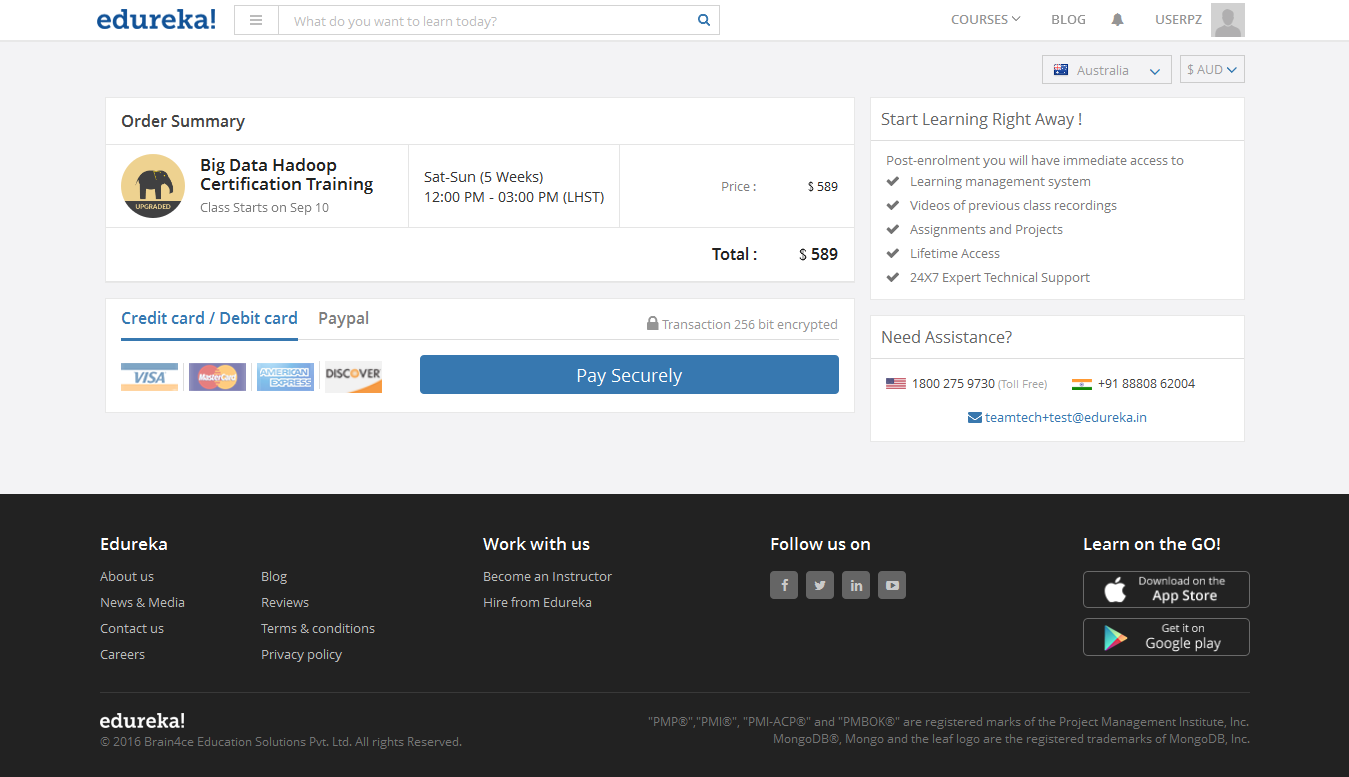 edureka!
What do you want to learn today?
COURSES
BLOG
USERPZ
Australia
$ AUD
Order Summary
Big Data Hadoop
Certification Training
Class Starts on Sep 10
UPGRADED
Sat-Sun (5 Weeks)
12:00 PM - 03:00 PM (LHST)
Price : $ 589
Total : $ 589
Credit card / Debit card
Paypal
Transaction 256 bit encrypted
VISA
MasterCard
AMERICAN
EXPRESS
DISCOVER
Pay Securely
Start Learning Right Away !
Post-enrolment you will have immediate access to
Learning management system
Videos of previous class recordings
Assignments and Projects
Lifetime Access
24X7 Expert Technical Support
Need Assistance?
1800 275 9730 (Toll Free)
+91 88808 62004
teamtech+test@edureka.in
Edureka
About us
News & Media
Contact us
Careers
Blog
Reviews
Terms & conditions
Privacy policy
Work with us
Become an Instructor
Hire from Edureka
Follow us on
f
in
Learn on the GO!
Download on the
App Store
Get it on
Google play
edureka!
© 2016 Brain4ce Education Solutions Pvt. Ltd. All rights Reserved.
"PMP®","PMI®", "PMI-ACP®" and "PMBOK®" are registered marks of the Project Management Institute, Inc.
MongoDB®, Mongo and the leaf logo are the registered trademarks of MongoDB, Inc.